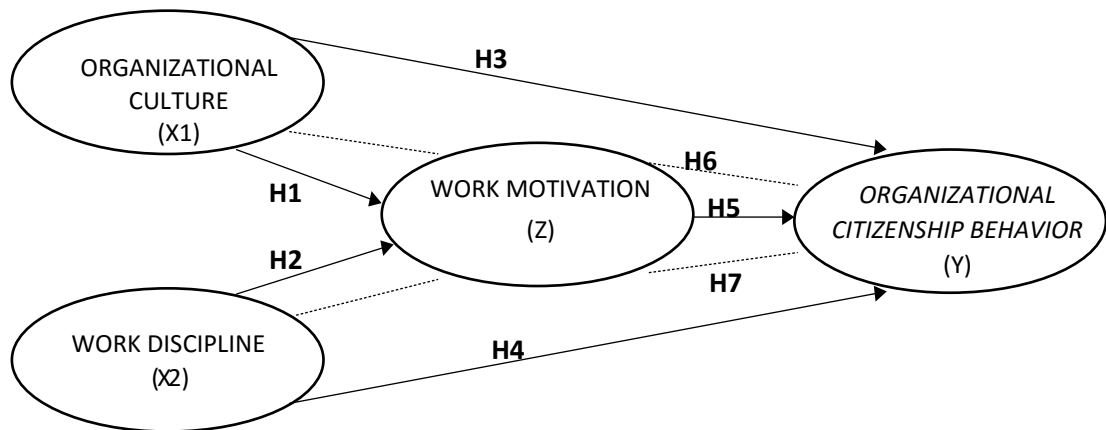 H3
ORGANIZATIONAL
CULTURE
(X1)
H6
H1
WORK MOTIVATION
(Z)
H5
ORGANIZATIONAL
CITIZENSHIP BEHAVIOR
(Y)
H2
H7
WORK DISCIPLINE
(X2)
H4